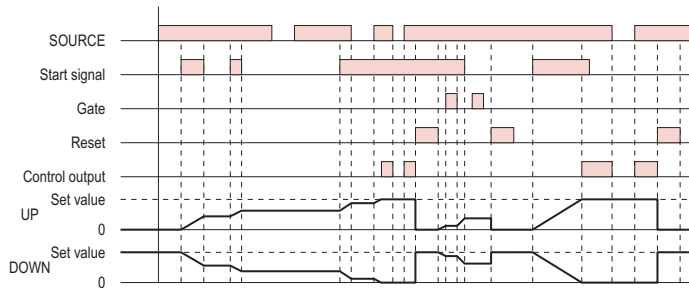 SOURCE
Start signal
Gate
Reset
Control output
Set value
UP
0
Set value
DOWN
0